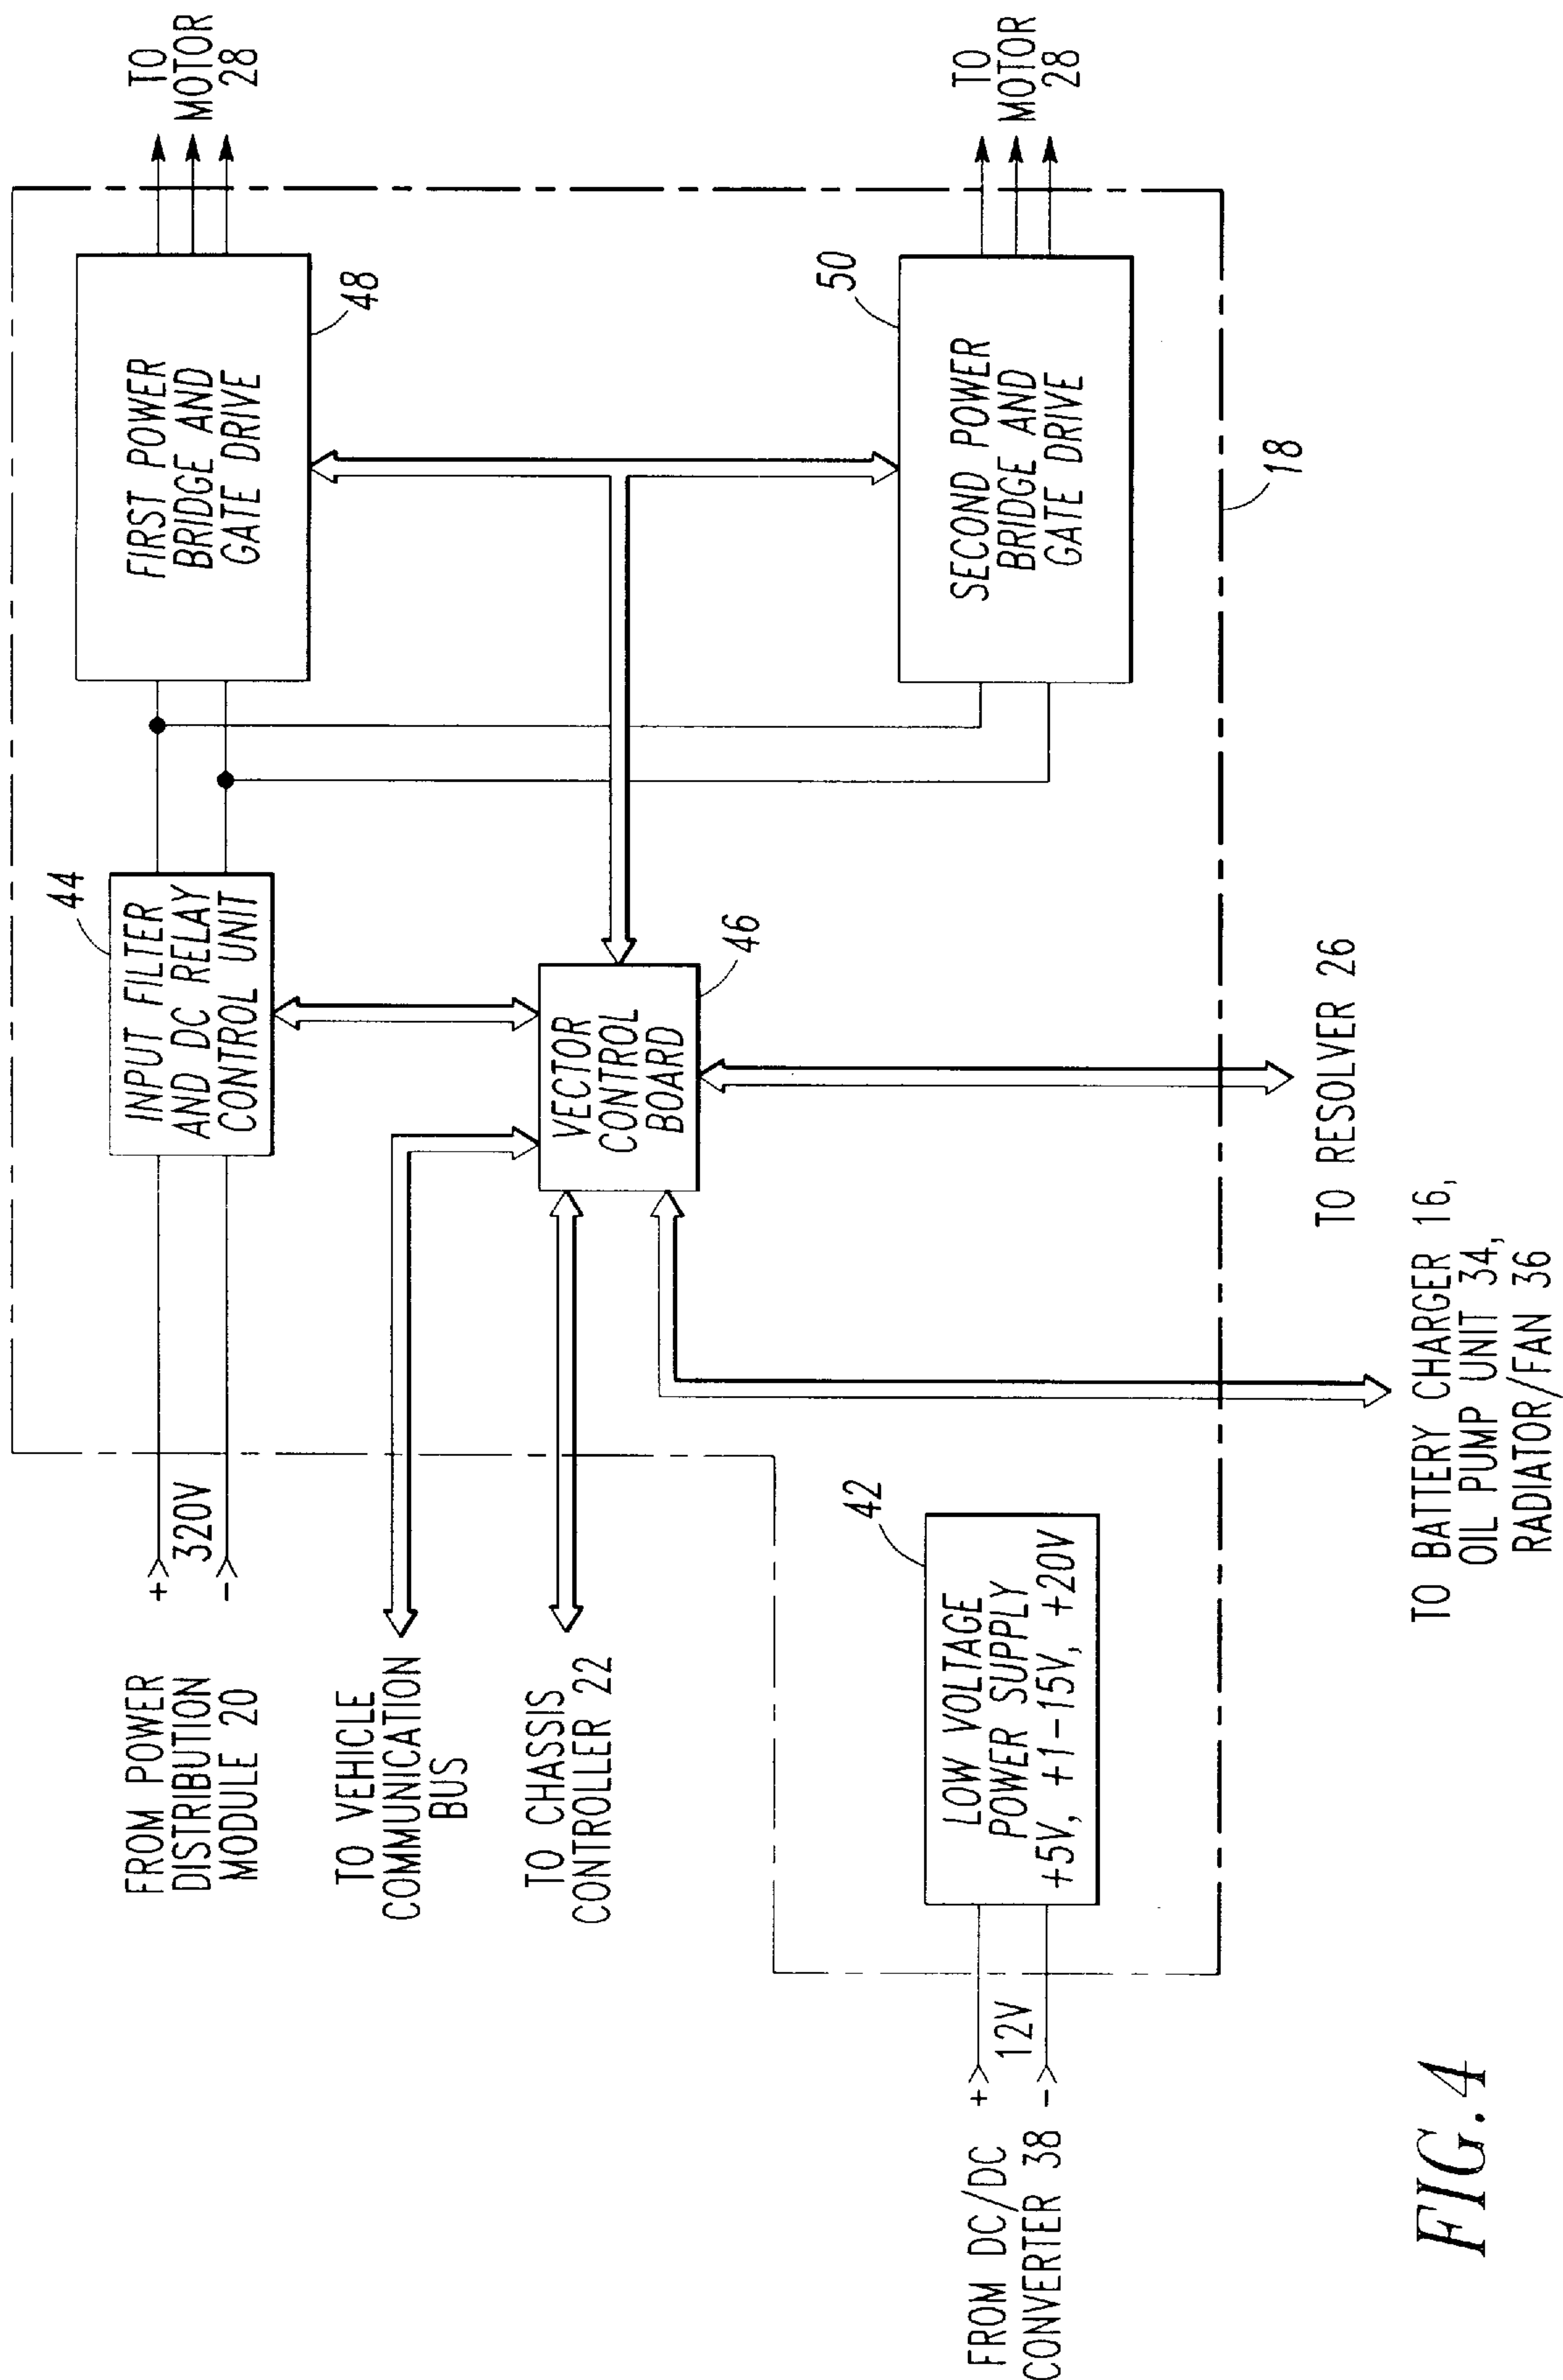 FROM POWER
DISTRIBUTION
MODULE 20
+
320V
-
44
INPUT FILTER
AND DC RELAY
CONTROL UNIT
FIRST POWER
BRIDGE AND
GATE DRIVE
48
TO
MOTOR
28
TO VEHICLE
COMMUNICATION
BUS
TO CHASSIS
CONTROLLER 22
VECTOR
CONTROL
BOARD
46
FROM DC/DC
CONVERTER 38
+
12V
-
42
LOW VOLTAGE
POWER SUPPLY
+5V, +1-15V, +20V
50
SECOND POWER
BRIDGE AND
GATE DRIVE
TO
MOTOR
28
18
TO RESOLVER 26
TO BATTERY CHARGER 16,
OIL PUMP UNIT 34,
RADIATOR/FAN 36
FIG.4